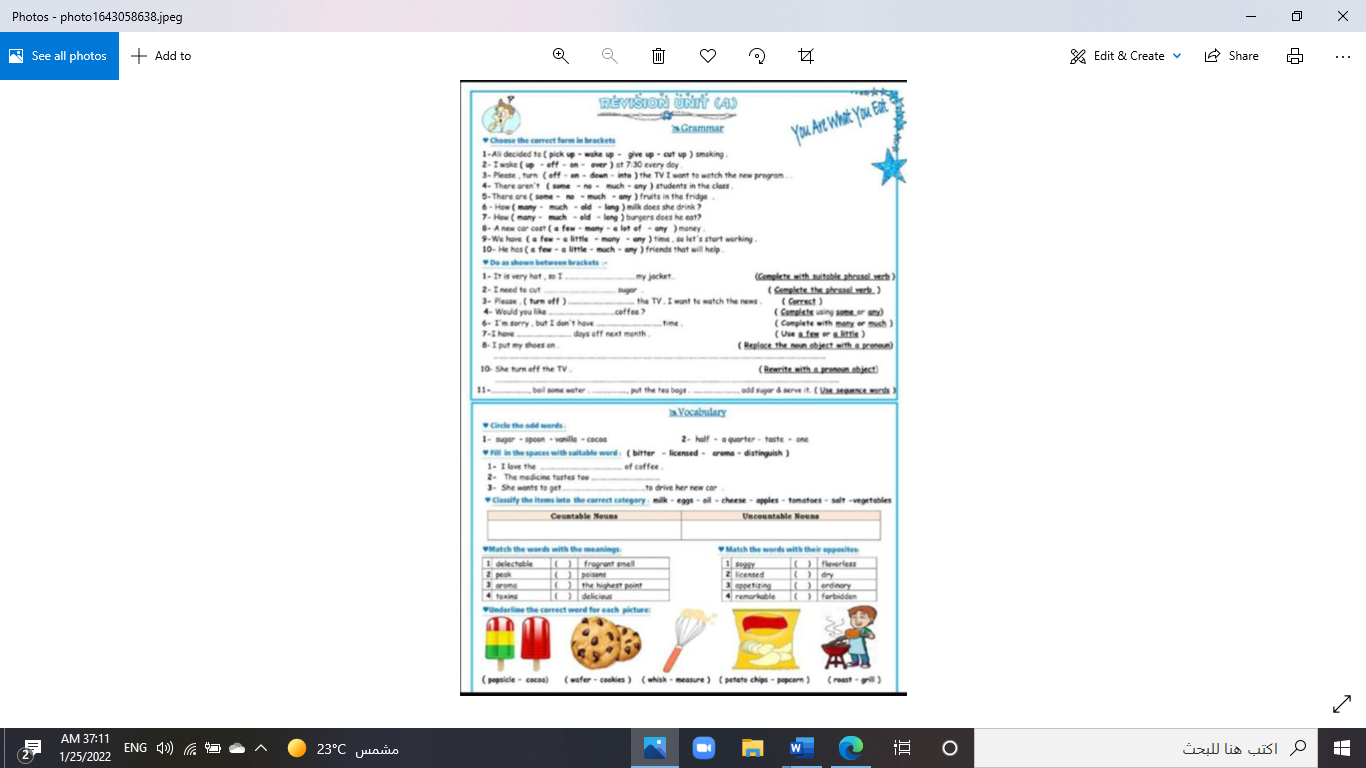 Photos - photo1643058638.jpeg
See all photos
Add to
Edit & Create
Share
REVISION UNIT (4)
You Are What You Eat
Grammar
♥ Choose the correct form in brackets
1-Ali decided to ( pick up - wake up - give up - cut up ) smoking .
2- I wake ( up - off - on - over ) at 7:30 every day .
3- Please , turn ( off - on - down - into ) the TV I want to watch the new program . .
4- There aren't ( some - no - much - any ) students in the class .
5-There are ( some - no - much - any ) fruits in the fridge .
6 - How ( many - much - old - long ) milk does she drink ?
7- How ( many - much - old - long ) burgers does he eat?
8- A new car cost ( a few - many - a lot of - any ) money .
9-We have ( a few - a little - many - any ) time , so let's start working .
10- He has ( a few - a little - much - any ) friends that will help .
♥ Do as shown between brackets :-
1- It is very hot , so I ........................ my jacket.. (Complete with suitable phrasal verb )
2- I need to cut ........................ sugar . ( Complete the phrasal verb )
3- Please , ( turn off ) ........................ the TV . I want to watch the news . ( Correct )
4- Would you like ........................coffee ? ( Complete using some or any)
6- I'm sorry , but I don't have ........................time . ( Complete with many or much )
7-I have ........................ days off next month . ( Use a few or a little )
8- I put my shoes on . ( Replace the noun object with a pronoun)
10- She turn off the TV . (Rewrite with a pronoun object)
11-............., boil some water . ............, put the tea bags . ..............., add sugar & serve it. ( Use sequence words )
Vocabulary
♥ Circle the odd words .
1- sugar - spoon - vanilla - cocoa 2- half - a quarter - taste - one
♥ Fill in the spaces with suitable word : ( bitter - licensed - aroma - distinguish )
1- I love the ........................ of coffee .
2- The medicine tastes too ........................
3- She wants to get........................to drive her new car .
♥ Classify the items into the correct category : milk - eggs - oil - cheese - apples - tomatoes - salt -vegetables
Countable Nouns Uncountable Nouns
♥Match the words with the meanings:
1 delectable ( ) fragrant smell
2 peak ( ) poisons
3 aroma ( ) the highest point
4 toxins ( ) delicious
♥ Match the words with their opposites:
1 soggy ( ) flavorless
2 licensed ( ) dry
3 appetizing ( ) ordinary
4 remarkable ( ) forbidden
♥Underline the correct word for each picture:
( popsicle - cocoa) ( wafer - cookies ) ( whisk - measure ) ( potato chips - popcorn ) ( roast - grill )
2
AM 37:11
1/25/2022
ENG
23°C مشمس
اكتب هنا للبحث